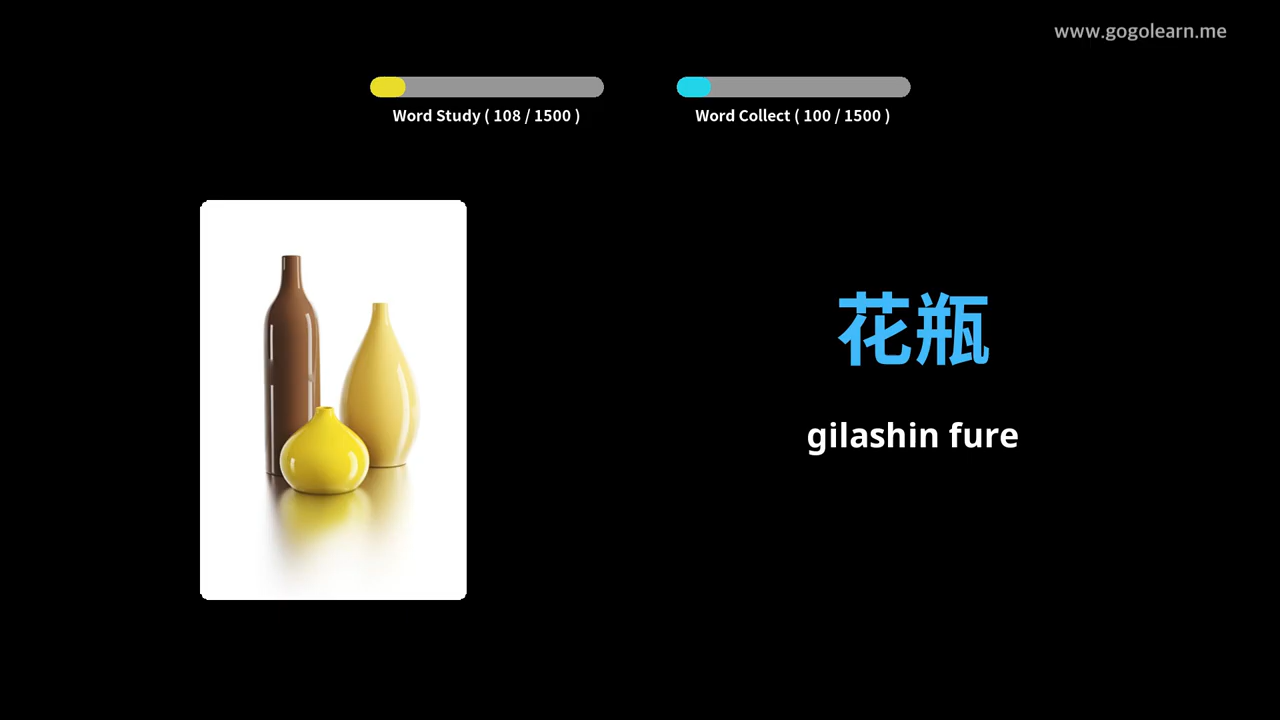 www.gogolearn.me
Word Study ( 108 / 1500 )
Word Collect ( 100 / 1500 )
花瓶
gilashin fure